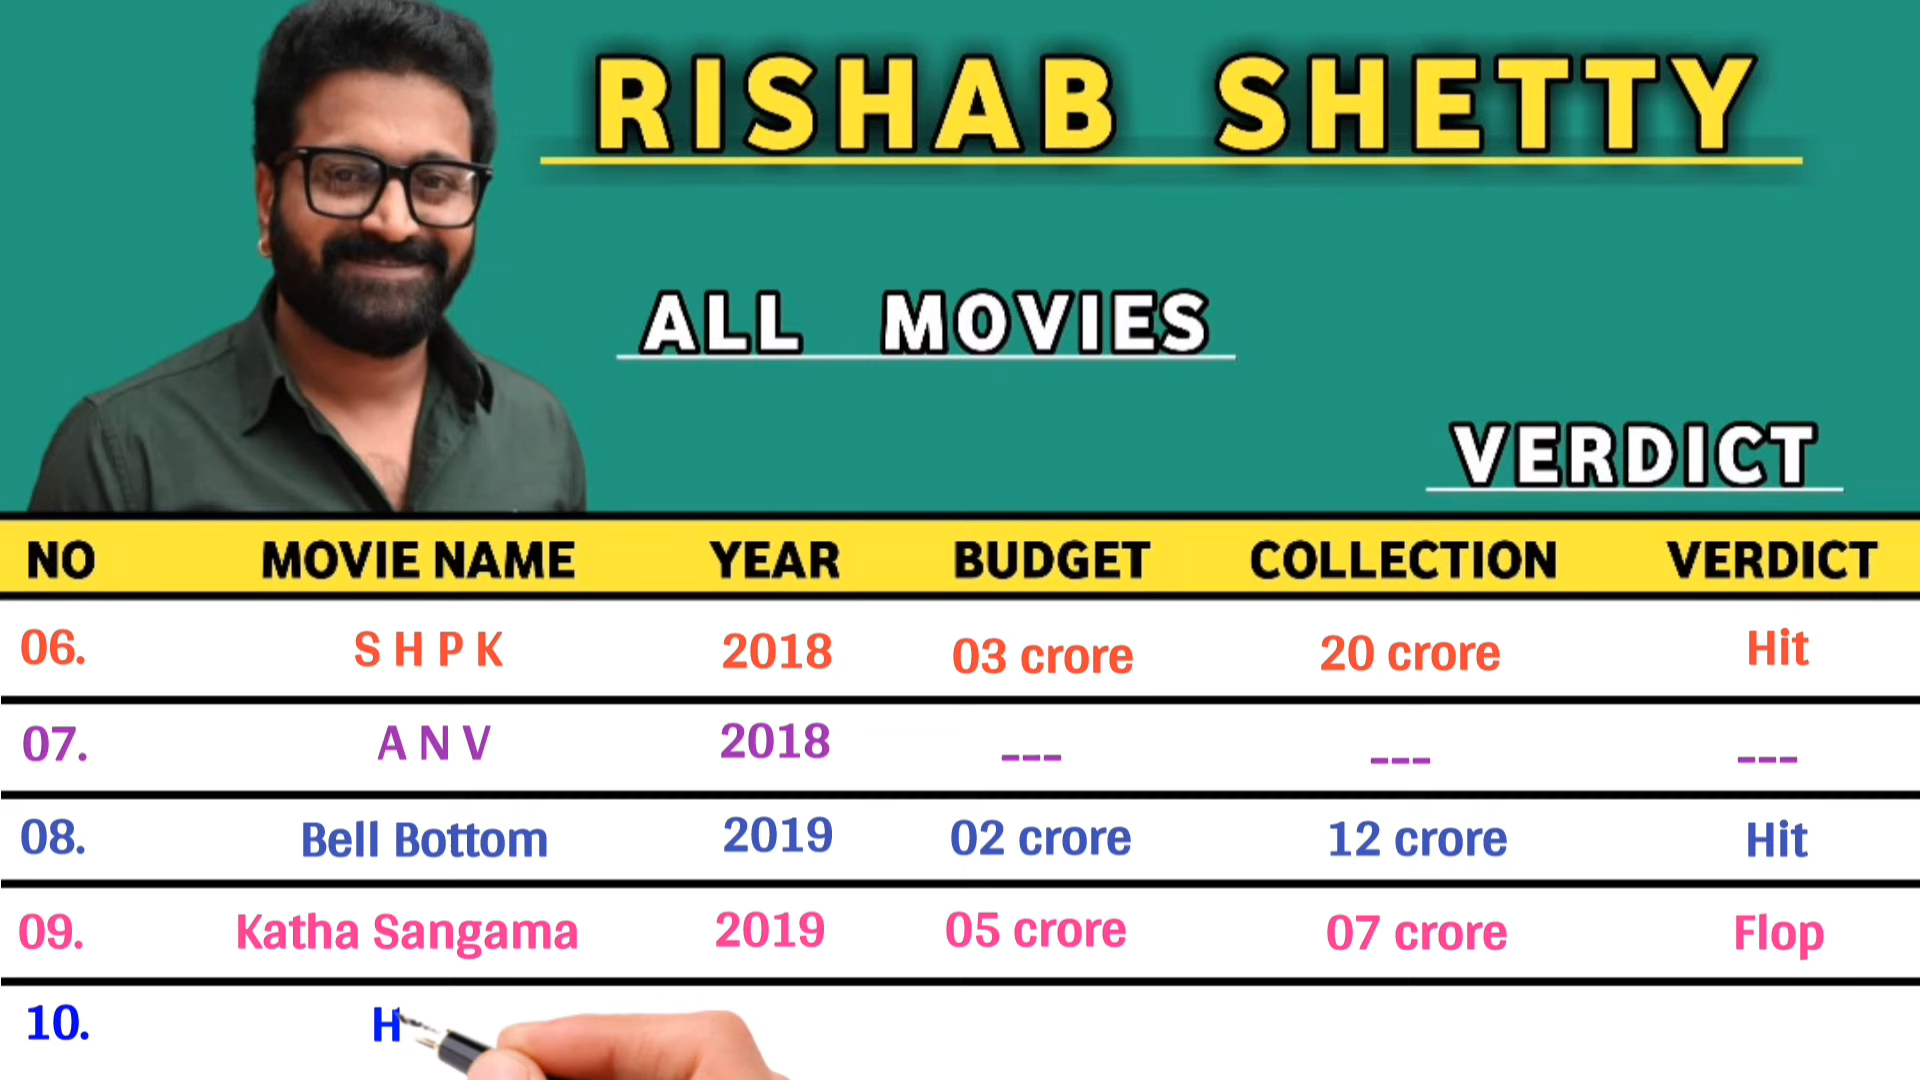 RISHAB SHETTY
ALL MOVIES
VERDICT
NO MOVIE NAME YEAR BUDGET COLLECTION VERDICT
06. S H P K 2018 03 crore 20 crore Hit
07. A N V 2018 --- --- ---
08. Bell Bottom 2019 02 crore 12 crore Hit
09. Katha Sangama 2019 05 crore 07 crore Flop
10. H